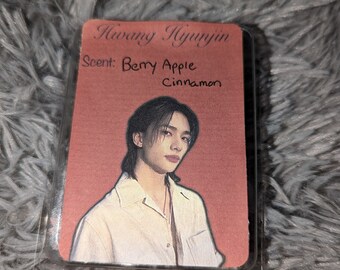 Hwang Hyunjin
Scent: Berry Apple
Cinnamon